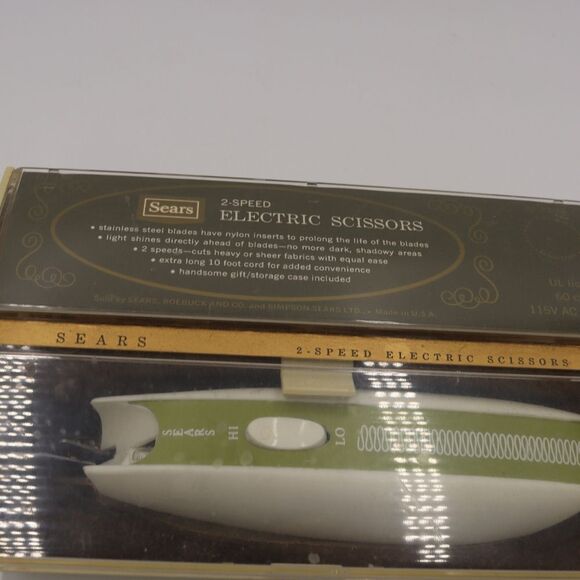 Sears
2-SPEED
ELECTRIC SCISSORS
• stainless steel blades have nylon inserts to prolong the life of the blades
• light shines directly ahead of blades—no more dark, shadowy areas
• 2 speeds—cuts heavy or sheer fabrics with equal ease
• extra long 10 foot cord for added convenience
• handsome gift/storage case included
Sold by SEARS, ROEBUCK AND CO. and SIMPSON-SEARS LTD. • Made in U.S.A.
UL
60
115V AC
SEARS
2-SPEED ELECTRIC SCISSORS
SEARS
HI
LO